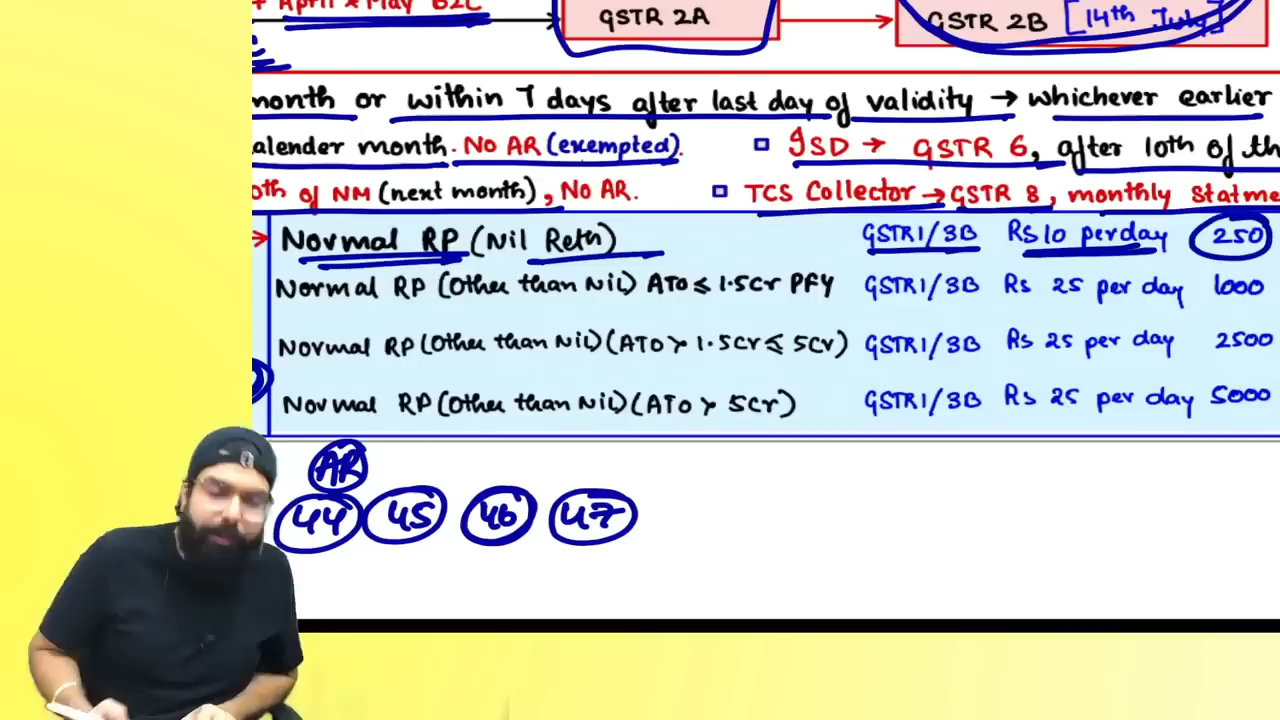 April & May B2C
GSTR 2A
GSTR 2B [14th July]
month or within 7 days after last day of validity → whichever earlier
alender month. No AR (exempted).
ISD → GSTR 6, after 10th of th
oth of NM (next month), No AR.
TCS Collector → GSTR 8, monthly Statme
Normal RP (Nil Reth) GSTR1/3B Rs 10 perday 250
Normal RP (Other than Nil) ATO ≤ 1.5Cr PFY GSTR1/3B Rs 25 per day 1000
Normal RP (Other than Nil) (ATO > 1.5Cr ≤ 5Cr) GSTR1/3B Rs 25 per day 2500
Normal RP (Other than Nil) (ATO > 5Cr) GSTR1/3B Rs 25 per day 5000
AR
44 45 46 47